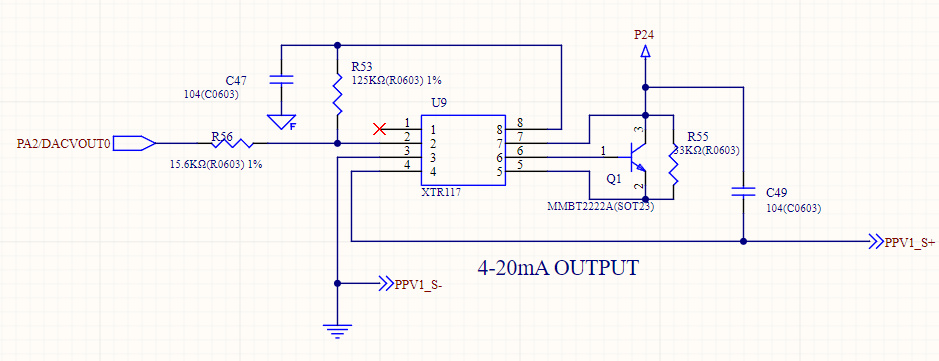 P24
R53
125KΩ(R0603) 1%
C47
104(C0603)
F
U9
1
1
8
8
PA2/DACVOUT0
R56
2
2
7
7
3
R55
33KΩ(R0603)
3
3
6
6
1
15.6KΩ(R0603) 1%
4
4
5
5
Q1
2
XTR117
MMBT2222A(SOT23)
C49
104(C0603)
PPV1_S+
4-20mA OUTPUT
PPV1_S-